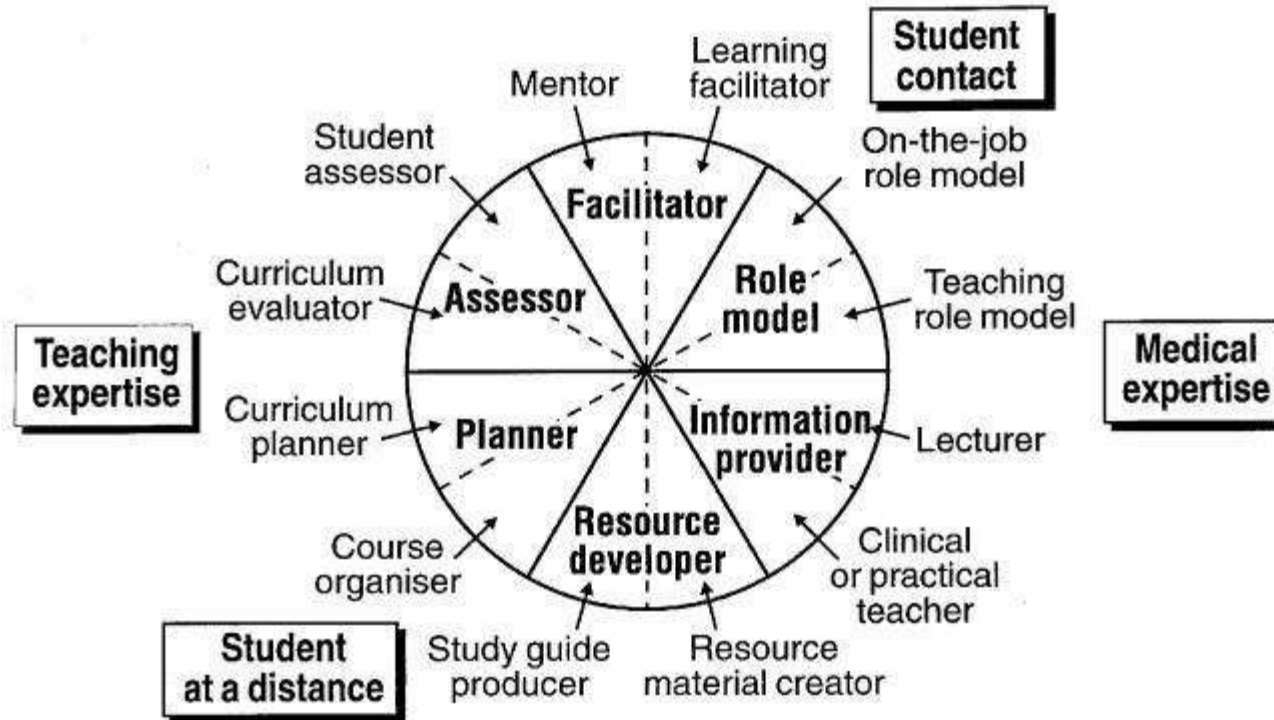 Student
contact
Learning
facilitator
Mentor
On-the-job
role model
Student
assessor
Facilitator
Curriculum
evaluator
Assessor
Role
model
Teaching
role model
Teaching
expertise
Medical
expertise
Curriculum
planner
Planner
Information
provider
Lecturer
Resource
developer
Course
organiser
Clinical
or practical
teacher
Student
at a distance
Study guide
producer
Resource
material creator